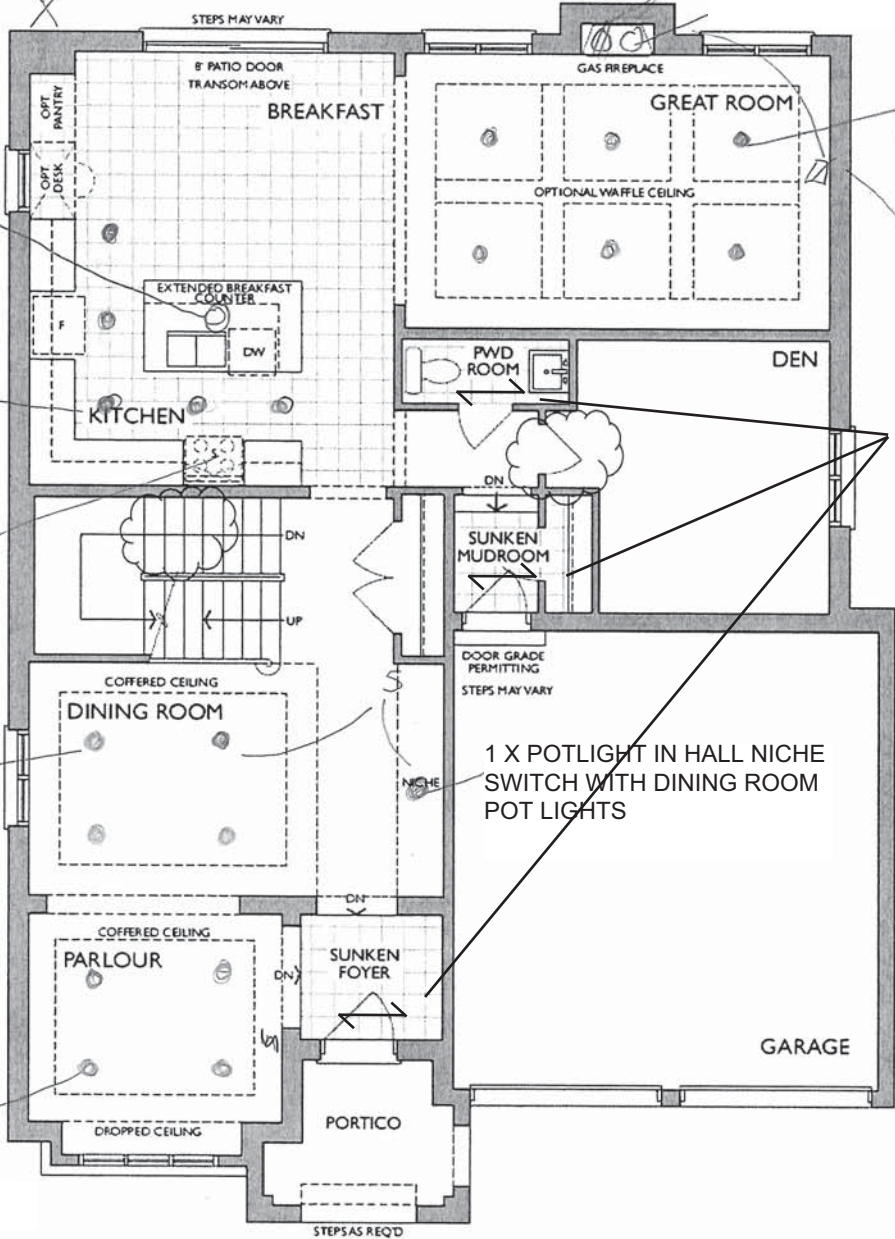 STEPS MAY VARY
8' PATIO DOOR
TRANSOM ABOVE
BREAKFAST
GAS FIREPLACE
GREAT ROOM
OPT
PANTRY
OPT
DESK
OPTIONAL WAFFLE CEILING
EXTENDED BREAKFAST
COUNTER
F
DW
PWD
ROOM
DEN
KITCHEN
S
DN
DN
SUNKEN
MUDROOM
UP
DOOR GRADE
PERMITTING
STEPS MAY VARY
COFFERED CEILING
DINING ROOM
S
NICHE
1 X POTLIGHT IN HALL NICHE
SWITCH WITH DINING ROOM
POT LIGHTS
DN
COFFERED CEILING
PARLOUR
DN
SUNKEN
FOYER
GARAGE
PORTICO
DROPPED CEILING
STEPS AS REQ'D